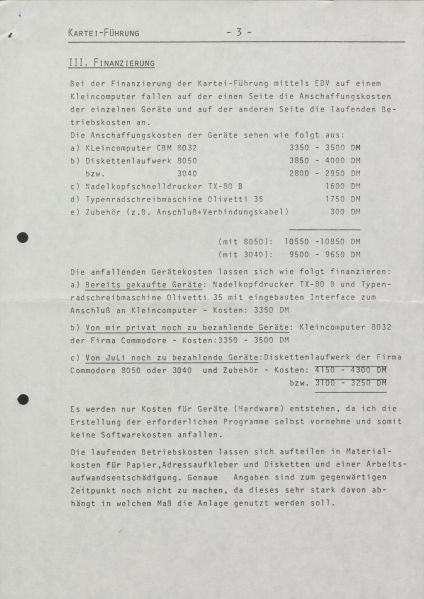 KARTEI-FÜHRUNG - 3 -
III. FINANZIERUNG
Bei der Finanzierung der Kartei-Führung mittels EDV auf einem
Kleincomputer fallen auf der einen Seite die Anschaffungskosten
der einzelnen Geräte und auf der anderen Seite die laufenden Be-
triebskosten an.
Die Anschaffungskosten der Geräte sehen wie folgt aus:
a) KLeincomputer CBM 8032 3350 - 3500 DM
b) Diskettenlaufwerk 8050 3850 - 4000 DM
bzw. 3040 2800 - 2950 DM
c) Nadelkopfschnelldrucker TX-80 B 1600 DM
d) Typenradschreibmaschine Olivetti 35 1750 DM
e) Zubehör (z.B. Anschluß+Verbindungskabel) 300 DM
(mit 8050): 10550 -10850 DM
(mit 3040): 9500 - 9650 DM
Die anfallenden Gerätekosten lassen sich wie folgt finanzieren:
a) Bereits gekaufte Geräte: Nadelkopfdrucker TX-80 B und Typen-
radschreibmaschine Olivetti 35 mit eingebauten Interface zum
Anschluß an Kleincomputer - Kosten: 3350 DM
b) Von mir privat noch zu bezahlende Geräte: Kleincomputer 8032
der Firma Commodore - Kosten:3350 - 3500 DM
c) Von JuLi noch zu bezahlende Geräte:Diskettenlaufwerk der Firma
Commodore 8050 oder 3040 und Zubehör - Kosten: 4150 - 4300 DM
bzw. 3100 - 3250 DM
Es werden nur Kosten für Geräte (Hardware) entstehen, da ich die
Erstellung der erforderlichen Programme selbst vornehme und somit
keine Softwarekosten anfallen.
Die laufenden Betriebskosten lassen sich aufteilen in Material-
kosten für Papier,Adressaufkleber und Disketten und einer Arbeits-
aufwandsentschädigung. Genaue Angaben sind zum gegenwärtigen
Zeitpunkt noch nicht zu machen, da dieses sehr stark davon ab-
hängt in welchem Maß die Anlage genutzt werden soll.